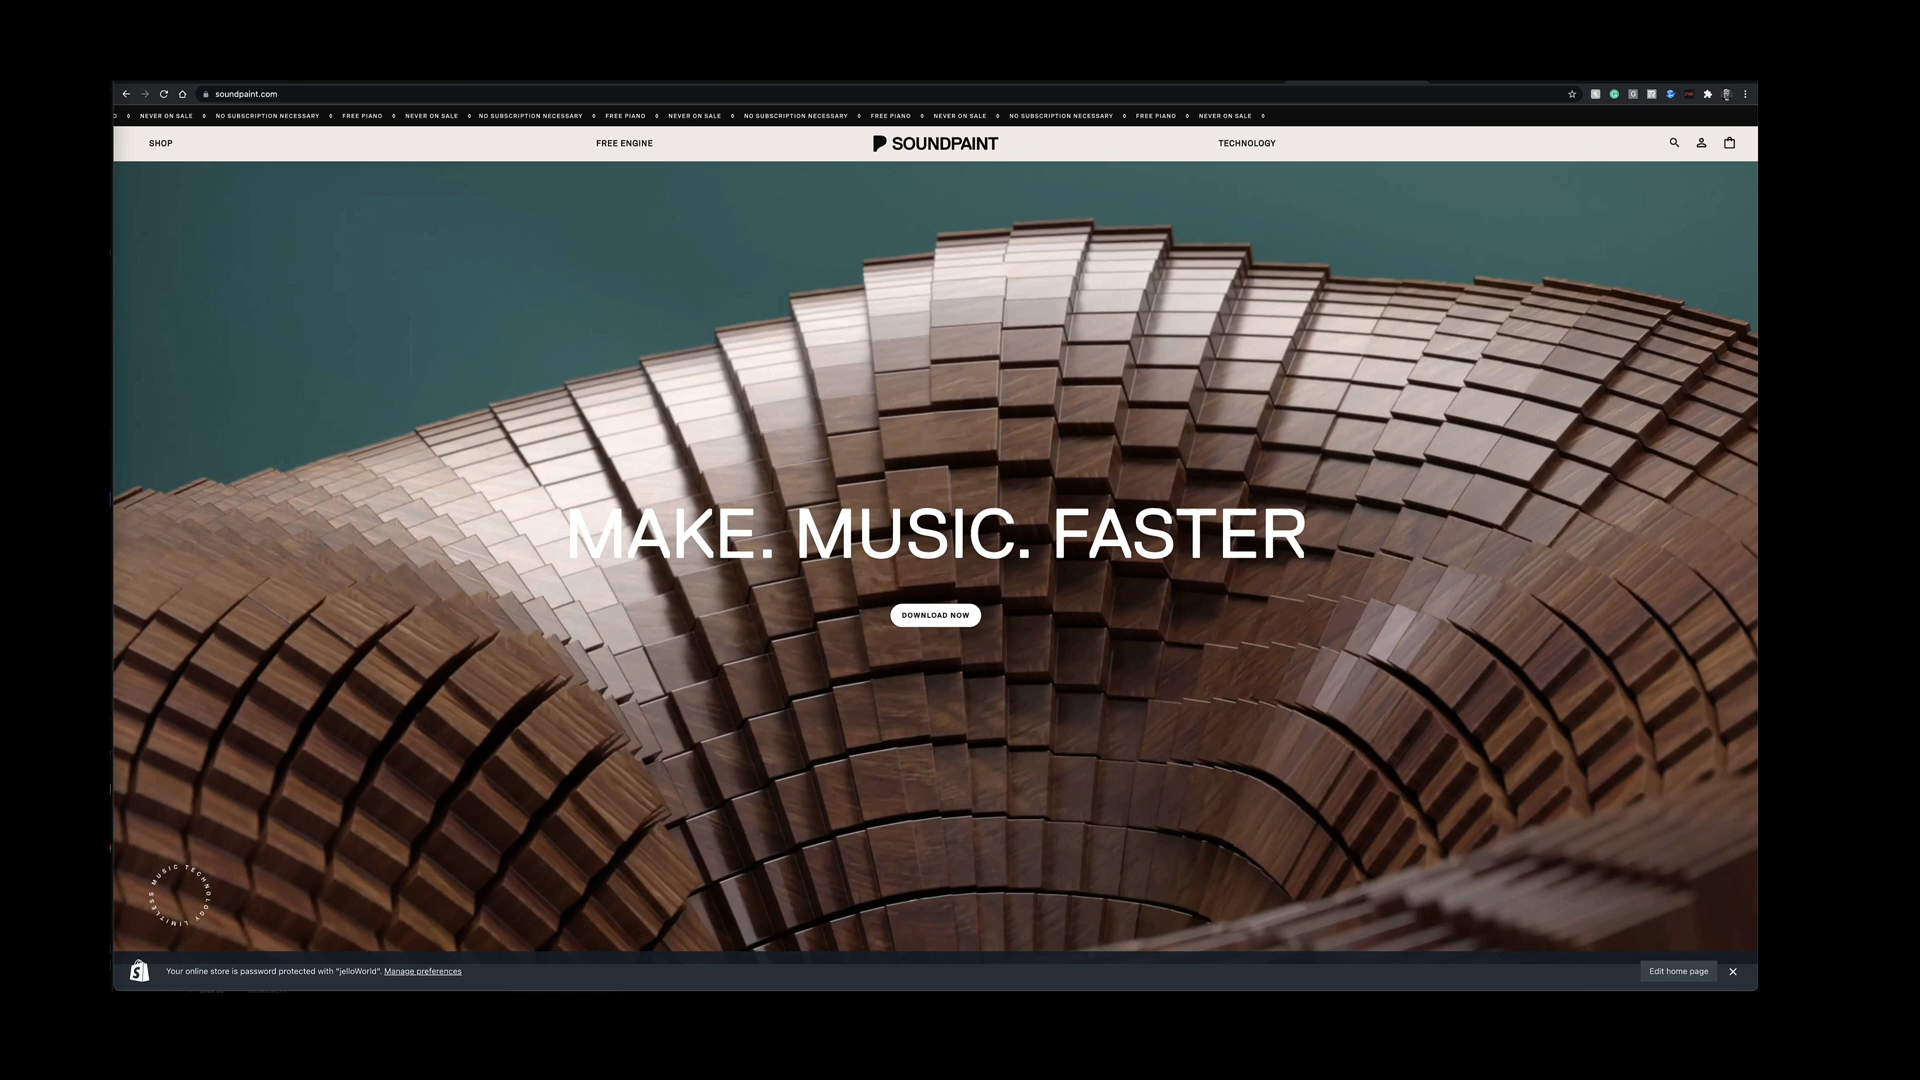 soundpaint.com
NEVER ON SALE ◊ NO SUBSCRIPTION NECESSARY ◊ FREE PIANO ◊ NEVER ON SALE ◊ NO SUBSCRIPTION NECESSARY ◊ FREE PIANO ◊ NEVER ON SALE ◊ NO SUBSCRIPTION NECESSARY ◊ FREE PIANO ◊ NEVER ON SALE ◊ NO SUBSCRIPTION NECESSARY ◊ FREE PIANO ◊ NEVER ON SALE ◊
SHOP FREE ENGINE SOUNDPAINT TECHNOLOGY
MAKE. MUSIC. FASTER
DOWNLOAD NOW
MUSIC TECHNOLOGY LIMITLESS
Your online store is password protected with "jelloWorld". Manage preferences Edit home page